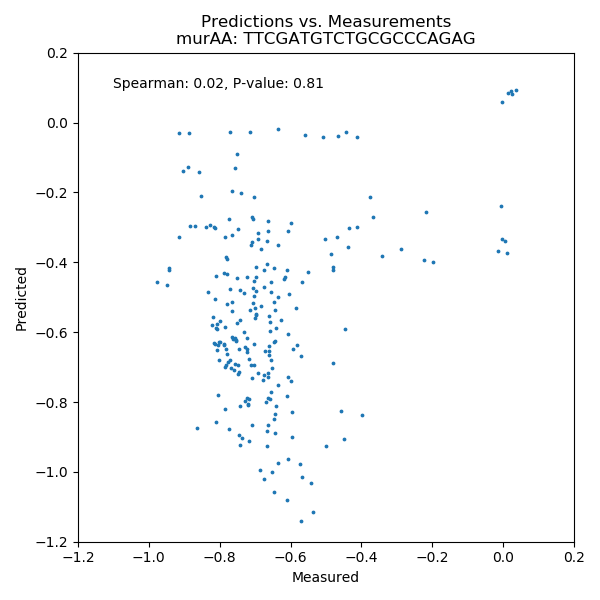 Predictions vs. Measurements
murAA: TTCGATGTCTGCGCCCAGAG
Spearman: 0.02, P-value: 0.81
0.2
0.0
−0.2
−0.4
−0.6
−0.8
−1.0
−1.2
Predicted
−1.2 −1.0 −0.8 −0.6 −0.4 −0.2 0.0 0.2
Measured